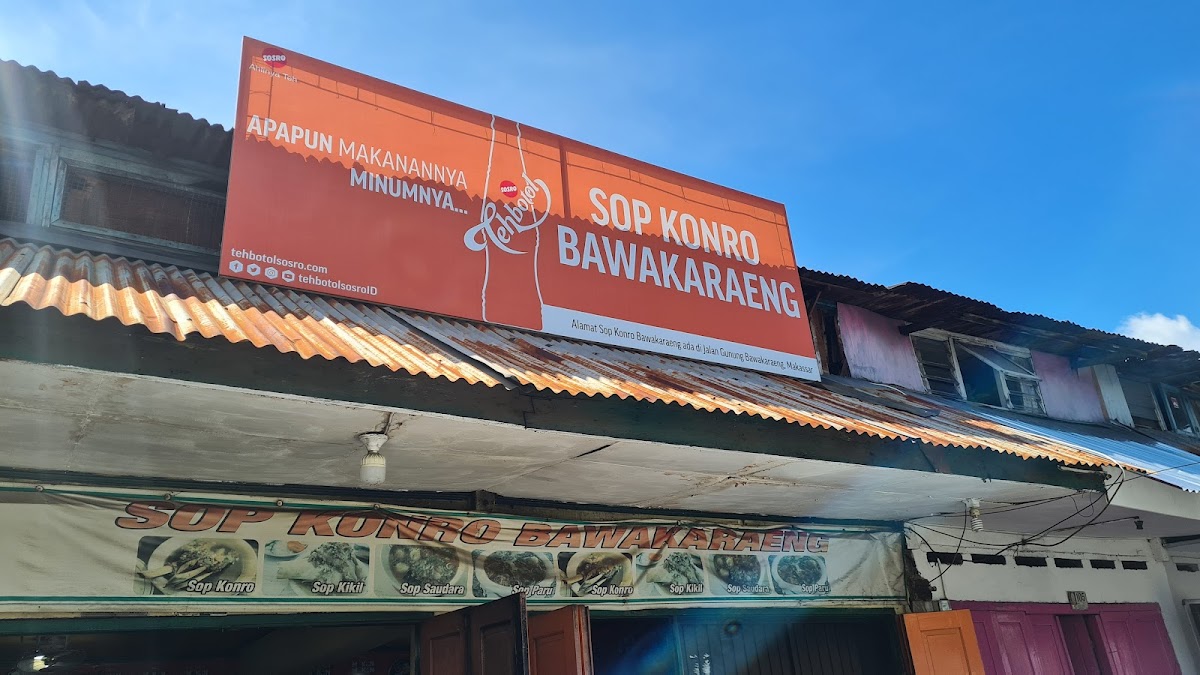 SOSRO
Ahlinya Teh
APAPUN MAKANANNYA
MINUMNYA...
SOSRO
Tehbotol
tehbotolsosro.com
tehbotolsosroID
SOP KONRO
BAWAKARAENG
Alamat Sop Konro Bawakaraeng ada di Jalan Gunung Bawakaraeng, Makassar
SOP KONRO BAWAKARAENG
Sop Konro
Sop Kikil
Sop Saudara
Sop Paru
Sop Konro
Sop Kikil
Sop Saudara
Sop Paru